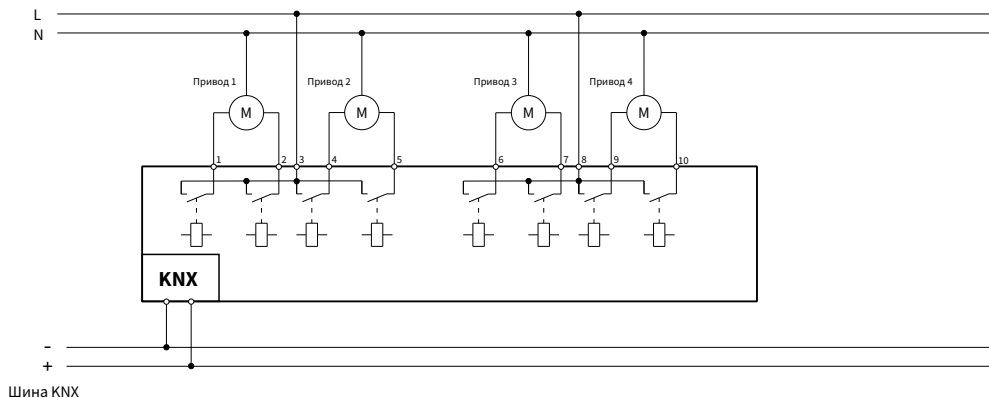 L
N
Привод 1
Привод 2
Привод 3
Привод 4
M
M
M
M
1
2
3
4
5
6
7
8
9
10
KNX
-
+
Шина KNX